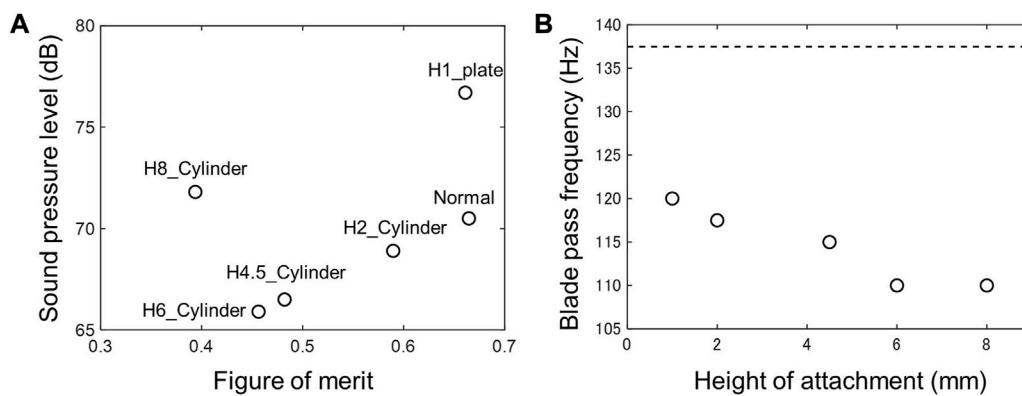 A
Sound pressure level (dB)
80
75
70
65
H1_plate
H8_Cylinder
Normal
H2_Cylinder
H4.5_Cylinder
H6_Cylinder
0.3 0.4 0.5 0.6 0.7
Figure of merit
B
Blade pass frequency (Hz)
140
135
130
125
120
115
110
105
0 2 4 6 8
Height of attachment (mm)